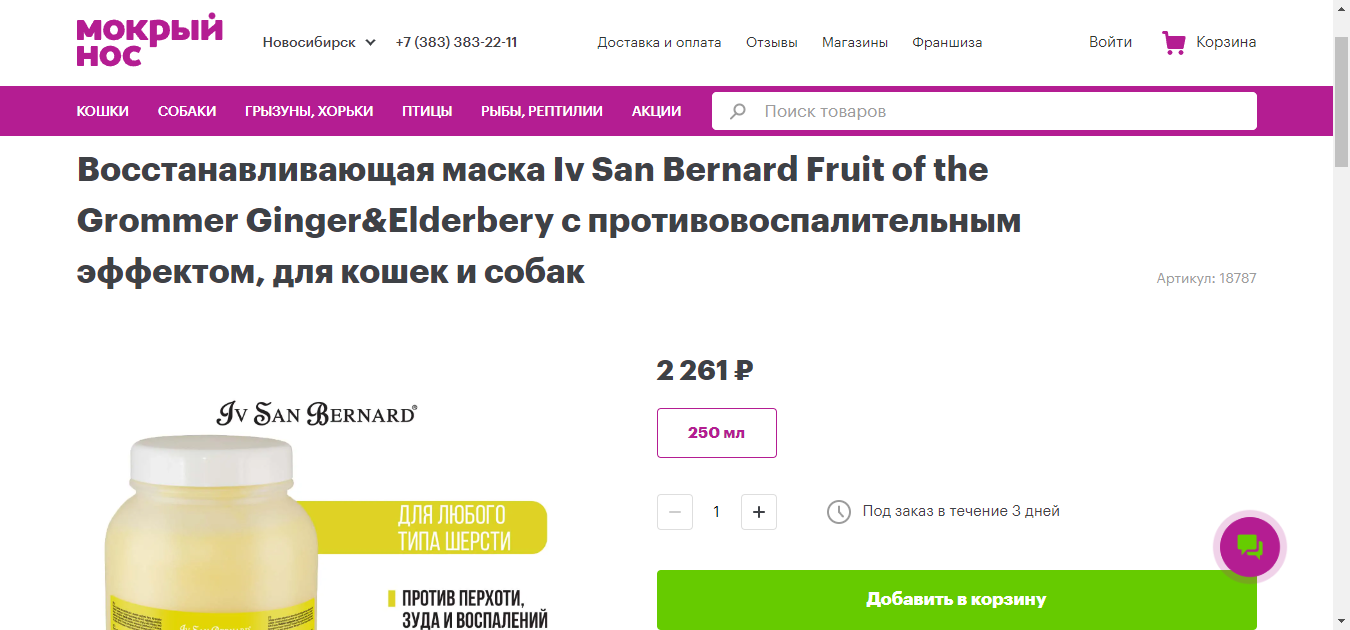 МОКРЫЙ
НОС
Новосибирск
+7 (383) 383-22-11
Доставка и оплата
Отзывы
Магазины
Франшиза
Войти
Корзина
КОШКИ
СОБАКИ
ГРЫЗУНЫ, ХОРЬКИ
ПТИЦЫ
РЫБЫ, РЕПТИЛИИ
АКЦИИ
Поиск товаров
Восстанавливающая маска Iv San Bernard Fruit of the
Grommer Ginger&Elderbery с противовоспалительным
эффектом, для кошек и собак
Артикул: 18787
2 261 ₽
250 мл
1
Под заказ в течение 3 дней
Добавить в корзину
Iv San Bernard®
ДЛЯ ЛЮБОГО
ТИПА ШЕРСТИ
ПРОТИВ ПЕРХОТИ,
ЗУДА И ВОСПАЛЕНИЙ
Iv San Bernard